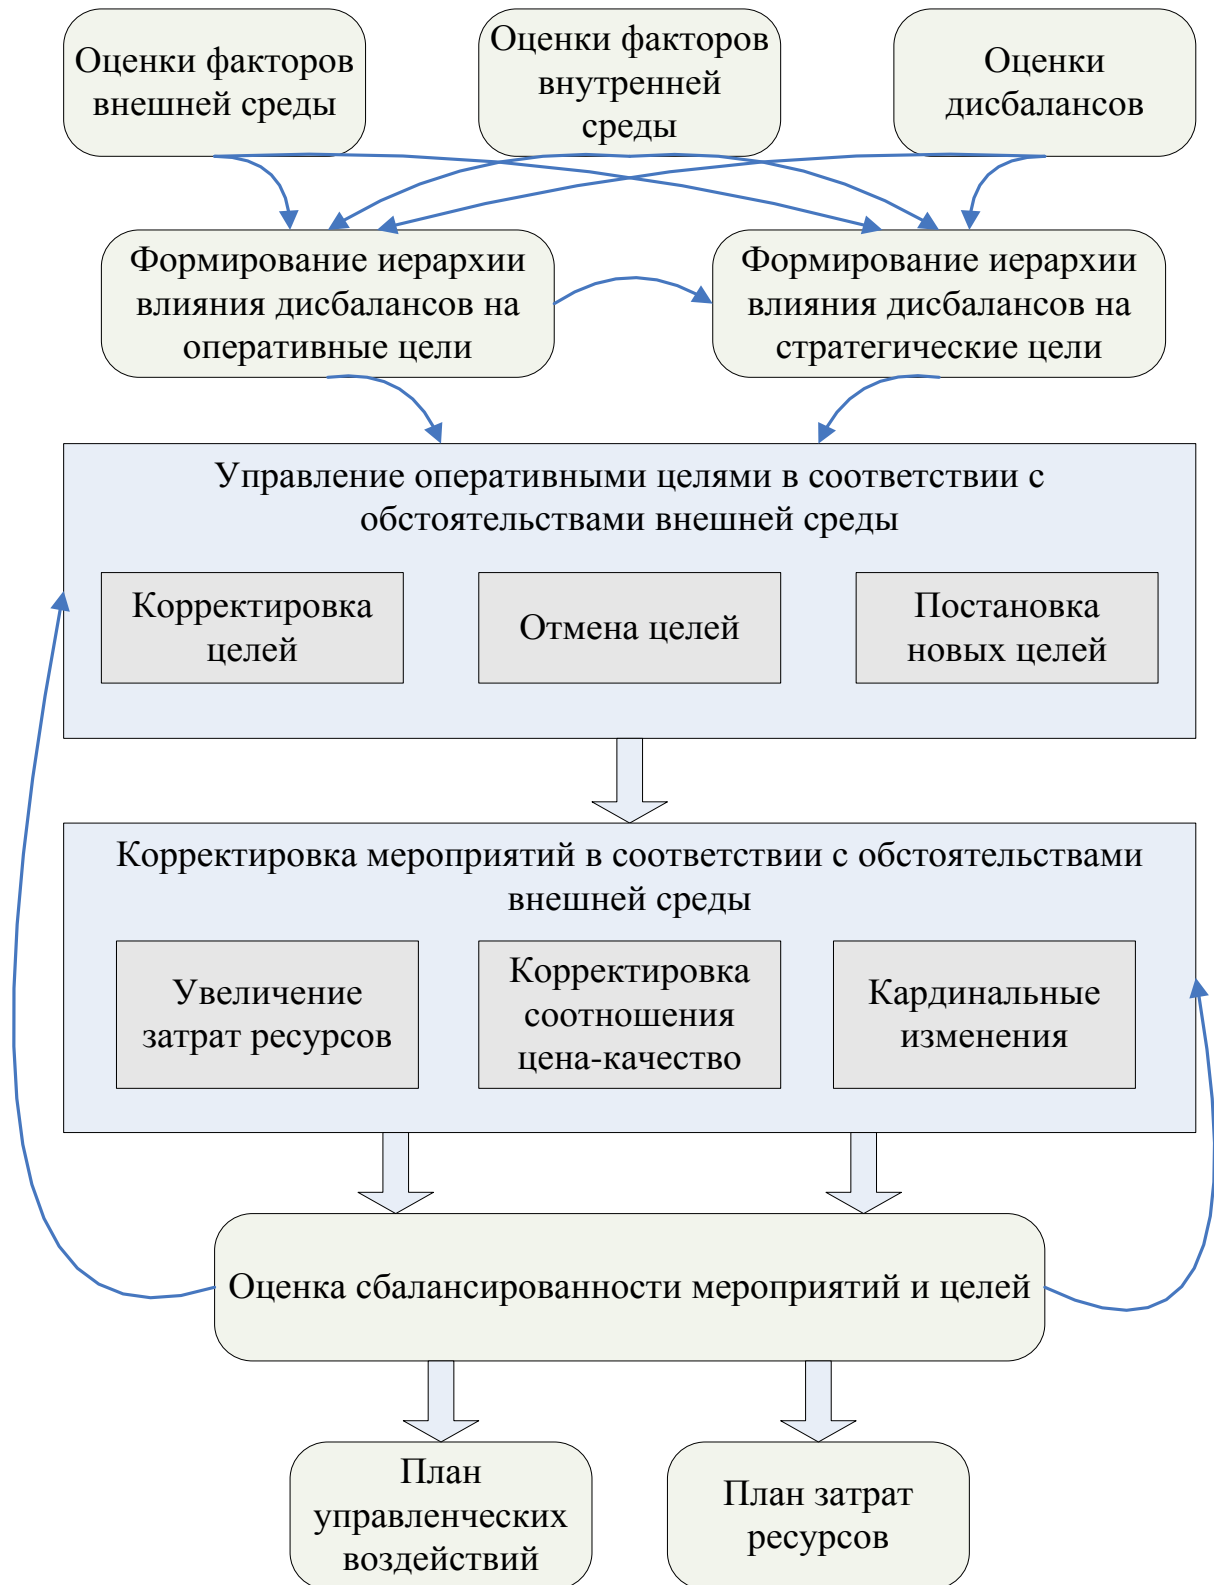 Оценки факторов
внешней среды
Оценки факторов
внутренней
среды
Оценки
дисбалансов
Формирование иерархии
влияния дисбалансов на
оперативные цели
Формирование иерархии
влияния дисбалансов на
стратегические цели
Управление оперативными целями в соответствии с
обстоятельствами внешней среды
Корректировка
целей
Отмена целей
Постановка
новых целей
Корректировка мероприятий в соответствии с обстоятельствами
внешней среды
Увеличение
затрат ресурсов
Корректировка
соотношения
цена-качество
Кардинальные
изменения
Оценка сбалансированности мероприятий и целей
План
управленческих
воздействий
План затрат
ресурсов